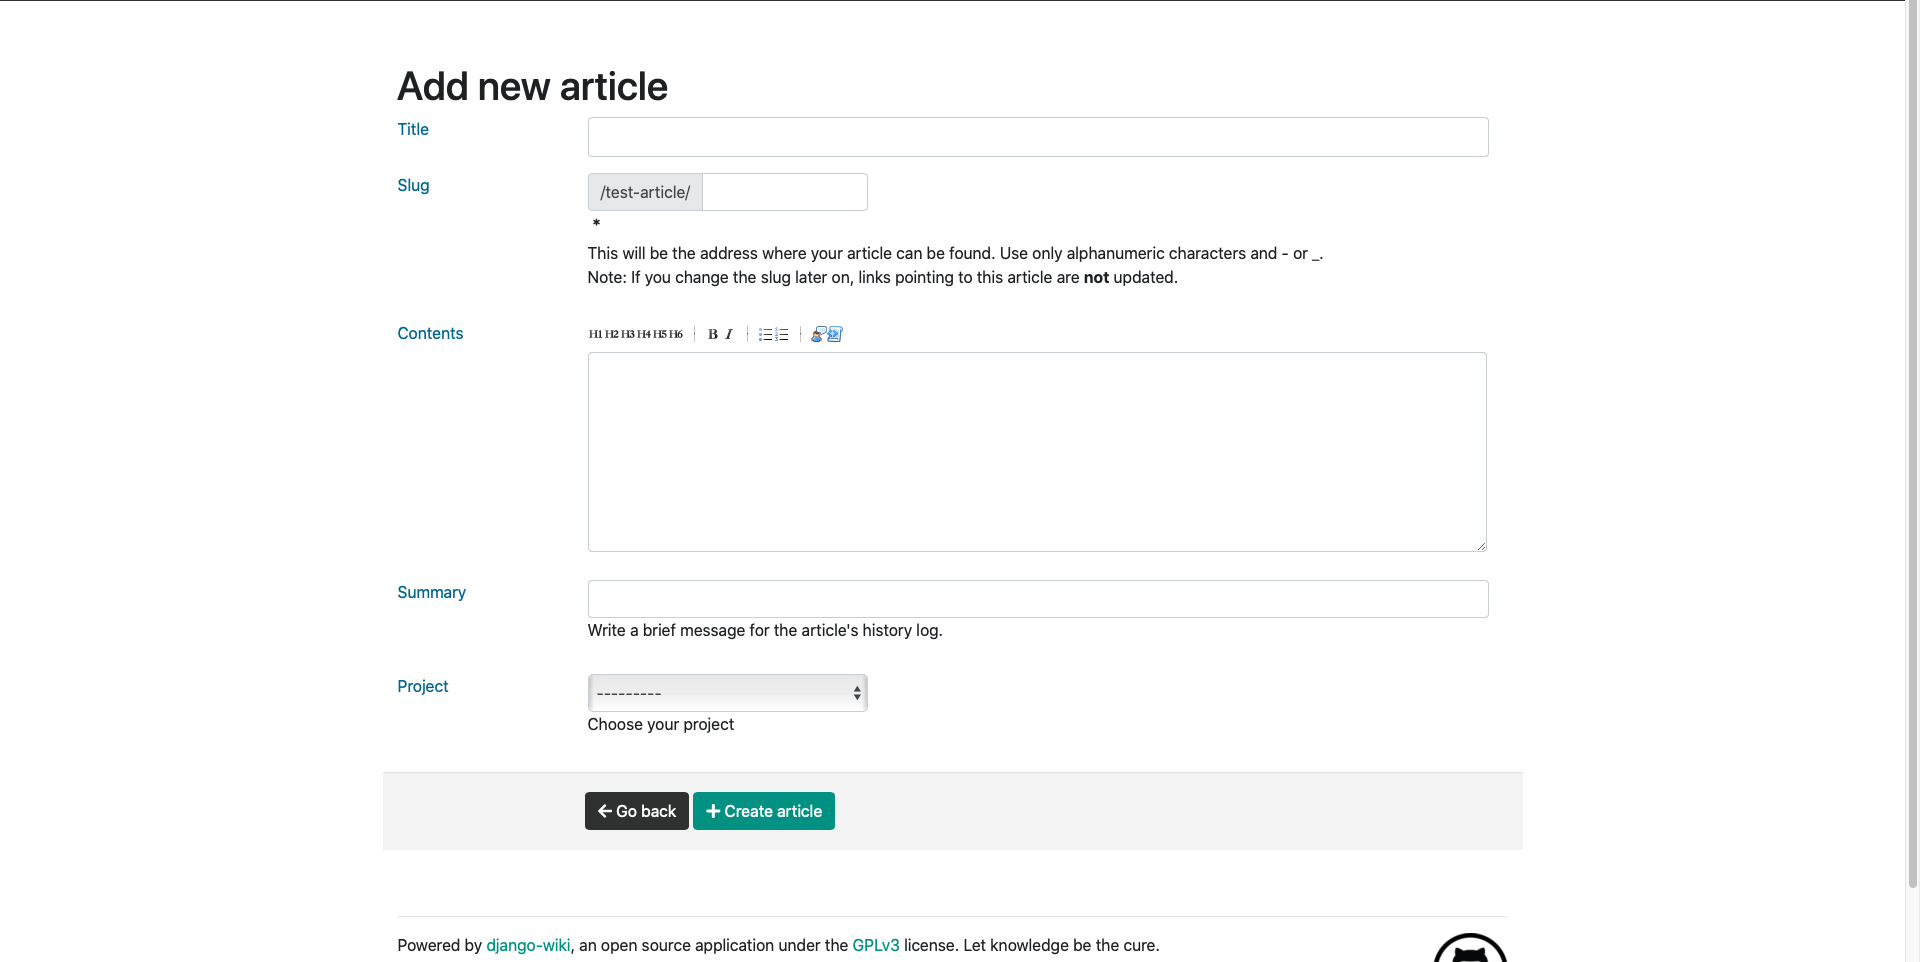 Add new article
Title
Slug
/test-article/
*
This will be the address where your article can be found. Use only alphanumeric characters and - or _.
Note: If you change the slug later on, links pointing to this article are not updated.
Contents
H1 H2 H3 H4 H5 H6 B I
Summary
Write a brief message for the article's history log.
Project
---------
Choose your project
Go back
Create article
Powered by django-wiki, an open source application under the GPLv3 license. Let knowledge be the cure.